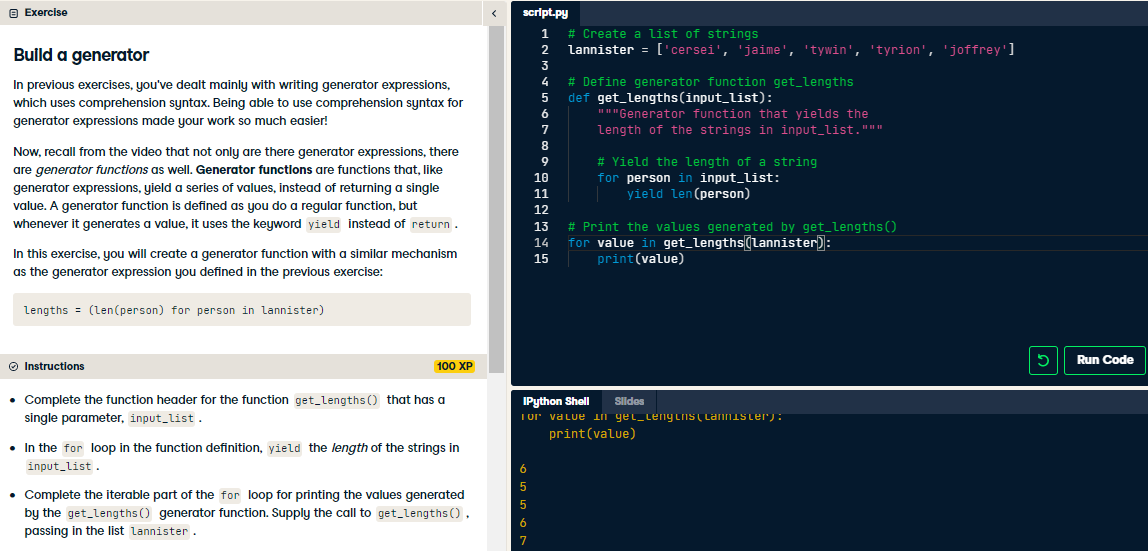 Exercise
Build a generator
In previous exercises, you've dealt mainly with writing generator expressions,
which uses comprehension syntax. Being able to use comprehension syntax for
generator expressions made your work so much easier!
Now, recall from the video that not only are there generator expressions, there
are generator functions as well. Generator functions are functions that, like
generator expressions, yield a series of values, instead of returning a single
value. A generator function is defined as you do a regular function, but
whenever it generates a value, it uses the keyword yield instead of return .
In this exercise, you will create a generator function with a similar mechanism
as the generator expression you defined in the previous exercise:
lengths = (len(person) for person in lannister)
Instructions 100 XP
Complete the function header for the function get_lengths() that has a
single parameter, input_list .
In the for loop in the function definition, yield the length of the strings in
input_list .
Complete the iterable part of the for loop for printing the values generated
by the get_lengths() generator function. Supply the call to get_lengths() ,
passing in the list lannister .
script.py
1 # Create a list of strings
2 lannister = ['cersei', 'jaime', 'tywin', 'tyrion', 'joffrey']
3
4 # Define generator function get_lengths
5 def get_lengths(input_list):
6 """Generator function that yields the
7 length of the strings in input_list."""
8
9 # Yield the length of a string
10 for person in input_list:
11 yield len(person)
12
13 # Print the values generated by get_lengths()
14 for value in get_lengths(lannister):
15 print(value)
Run Code
IPython Shell Slides
for value in get_lengths(lannister):
print(value)
6
5
5
6
7